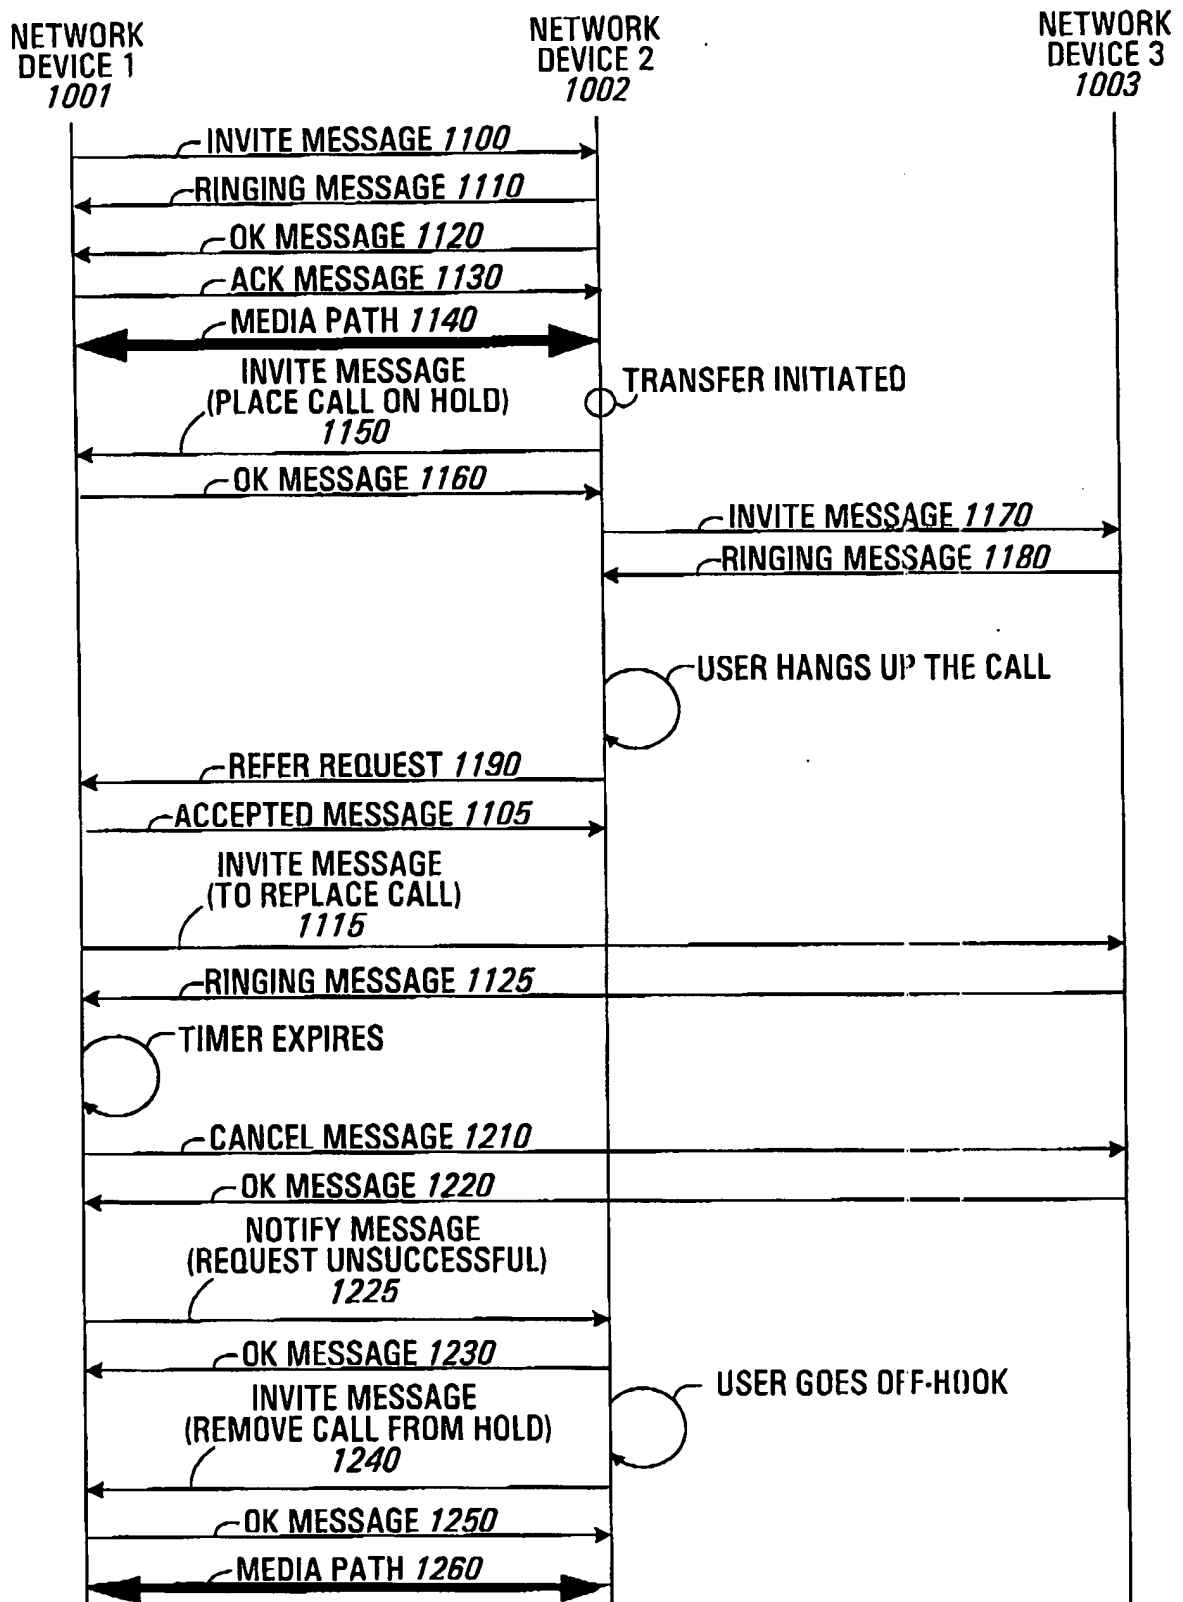 NETWORK
DEVICE 1
1001
NETWORK
DEVICE 2
1002
NETWORK
DEVICE 3
1003
INVITE MESSAGE 1100
RINGING MESSAGE 1110
OK MESSAGE 1120
ACK MESSAGE 1130
MEDIA PATH 1140
INVITE MESSAGE
(PLACE CALL ON HOLD)
1150
TRANSFER INITIATED
OK MESSAGE 1160
INVITE MESSAGE 1170
RINGING MESSAGE 1180
USER HANGS UP THE CALL
REFER REQUEST 1190
ACCEPTED MESSAGE 1105
INVITE MESSAGE
(TO REPLACE CALL)
1115
RINGING MESSAGE 1125
TIMER EXPIRES
CANCEL MESSAGE 1210
OK MESSAGE 1220
NOTIFY MESSAGE
(REQUEST UNSUCCESSFUL)
1225
OK MESSAGE 1230
USER GOES OFF-HOOK
INVITE MESSAGE
(REMOVE CALL FROM HOLD)
1240
OK MESSAGE 1250
MEDIA PATH 1260